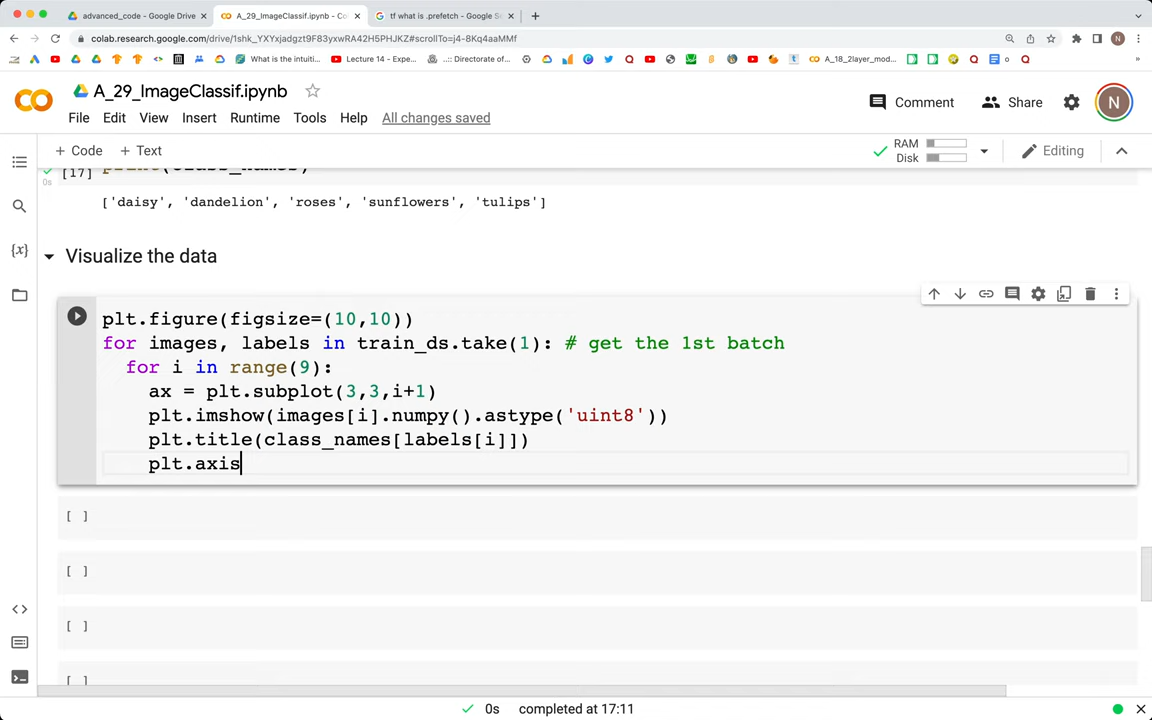 advanced_code - Google Drive
A_29_ImageClassif.ipynb - Co
tf what is .prefetch - Google S
colab.research.google.com/drive/1shk_YXYxjadgzt9F83yxwRA42H5PHJKZ#scrollTo=j4-8Kq4aaMMf
What is the intuiti...
Lecture 14 - Expe...
..:: Directorate of...
A_18_2layer_mod...
A_29_ImageClassif.ipynb
Comment
Share
N
File Edit View Insert Runtime Tools Help All changes saved
+ Code + Text
RAM
Disk
Editing
[17] print(class_names)
0s
['daisy', 'dandelion', 'roses', 'sunflowers', 'tulips']
Visualize the data
plt.figure(figsize=(10,10))
for images, labels in train_ds.take(1): # get the 1st batch
for i in range(9):
ax = plt.subplot(3,3,i+1)
plt.imshow(images[i].numpy().astype('uint8'))
plt.title(class_names[labels[i]])
plt.axis
[ ]
[ ]
[ ]
[ ]
0s completed at 17:11